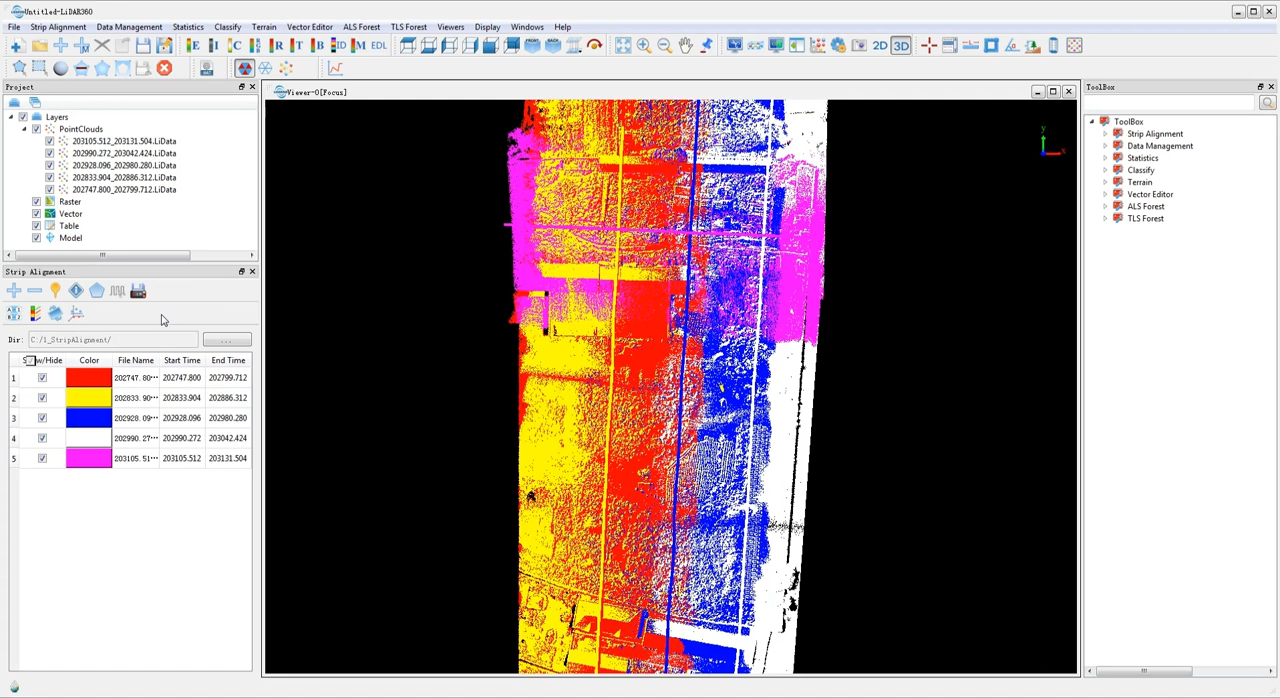 Untitled-LiDAR360
File Strip Alignment Data Management Statistics Classify Terrain Vector Editor ALS Forest TLS Forest Viewers Display Windows Help
E I C R T B ID M EDL 2D 3D
Project
Viewer-0[Focus]
ToolBox
Layers
PointClouds
203105.512_203131.504.LiData
202990.272_203042.424.LiData
202928.096_202980.280.LiData
202833.904_202886.312.LiData
202747.800_202799.712.LiData
Raster
Vector
Table
Model
ToolBox
Strip Alignment
Data Management
Statistics
Classify
Terrain
Vector Editor
ALS Forest
TLS Forest
y
x
Strip Alignment
Dir: C:/1_StripAlignment/ ...
w/Hide Color File Name Start Time End Time
1 202747.80··· 202747.800 202799.712
2 202833.90··· 202833.904 202886.312
3 202928.09··· 202928.096 202980.280
4 202990.27··· 202990.272 203042.424
5 203105.51··· 203105.512 203131.504